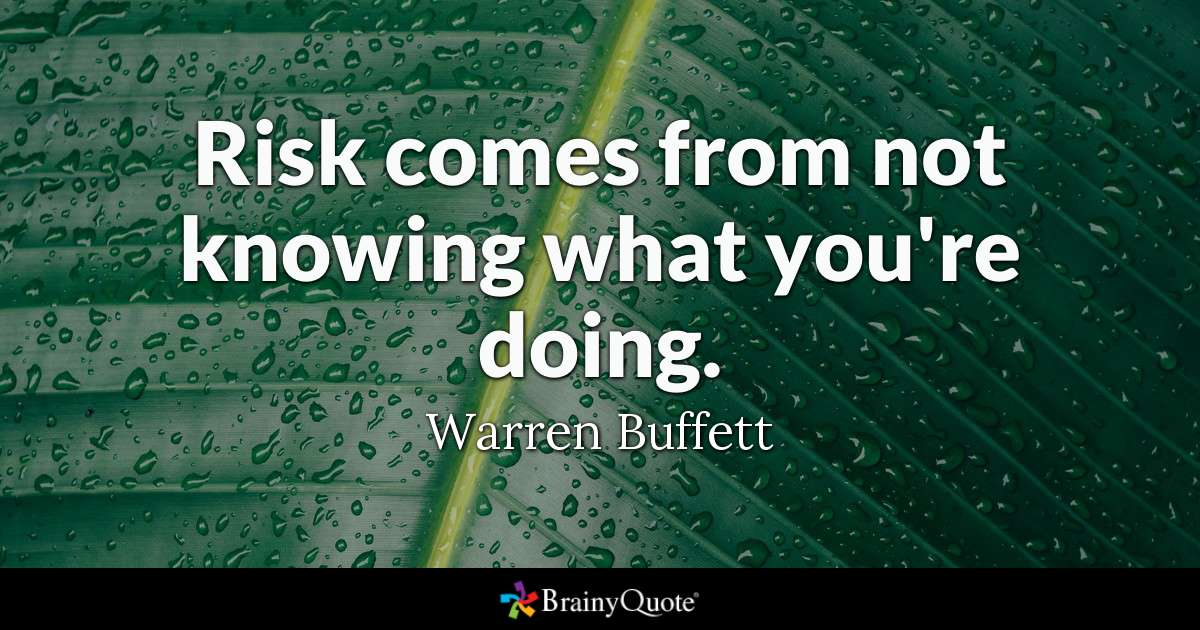 Risk comes from not
knowing what you're
doing.
Warren Buffett
BrainyQuote®